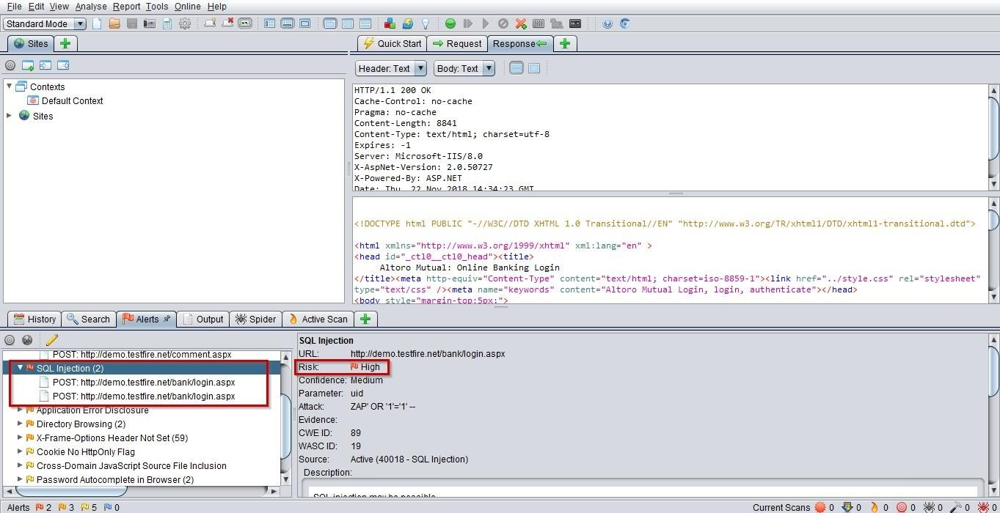 File Edit View Analyse Report Tools Online Help
Standard Mode
Sites
Quick Start Request Response
Header: Text Body: Text
Contexts
Default Context
Sites
HTTP/1.1 200 OK
Cache-Control: no-cache
Pragma: no-cache
Content-Length: 8841
Content-Type: text/html; charset=utf-8
Expires: -1
Server: Microsoft-IIS/8.0
X-AspNet-Version: 2.0.50727
X-Powered-By: ASP.NET
Date: Thu, 22 Nov 2018 14:34:23 GMT
<!DOCTYPE html PUBLIC "-//W3C//DTD XHTML 1.0 Transitional//EN" "http://www.w3.org/TR/xhtml1/DTD/xhtml1-transitional.dtd">
<html xmlns="http://www.w3.org/1999/xhtml" xml:lang="en" >
<head id="_ctl0__ctl0_head"><title>
Altoro Mutual: Online Banking Login
</title><meta http-equiv="Content-Type" content="text/html; charset=iso-8859-1"><link href="../style.css" rel="stylesheet"
type="text/css" /><meta name="keywords" content="Altoro Mutual Login, login, authenticate"></head>
<body style="margin-top:5px;">
History Search Alerts Output Spider Active Scan
POST: http://demo.testfire.net/comment.aspx
SQL Injection (2)
POST: http://demo.testfire.net/bank/login.aspx
POST: http://demo.testfire.net/bank/login.aspx
Application Error Disclosure
Directory Browsing (2)
X-Frame-Options Header Not Set (59)
Cookie No HttpOnly Flag
Cross-Domain JavaScript Source File Inclusion
Password Autocomplete in Browser (2)
SQL Injection
URL: http://demo.testfire.net/bank/login.aspx
Risk: High
Confidence: Medium
Parameter: uid
Attack: ZAP' OR '1'='1' --
Evidence:
CWE ID: 89
WASC ID: 19
Source: Active (40018 - SQL Injection)
Description:
SQL injection may be possible.
Alerts 2 3 5 0
Current Scans 0 0 0 0 0 0 0